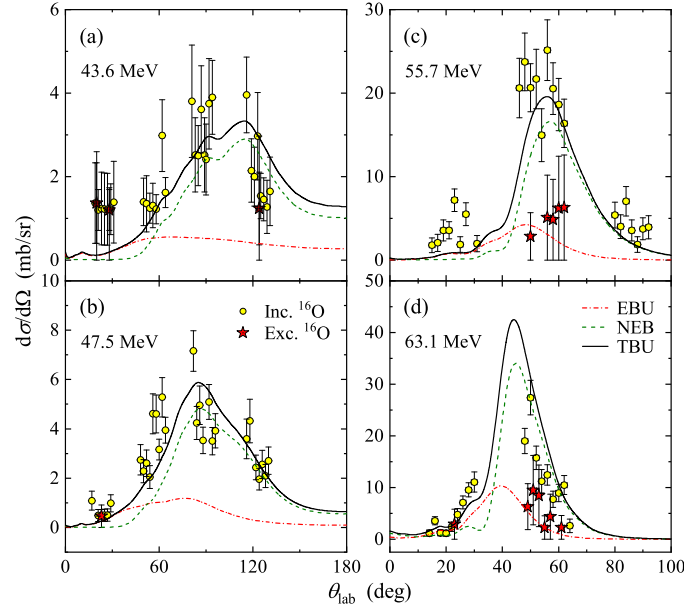 (a)
43.6 MeV
6
4
2
0
(c)
55.7 MeV
30
20
10
0
dσ/dΩ (mb/sr)
(b)
47.5 MeV
Inc. ¹⁶O
Exc. ¹⁶O
10
8
6
4
2
0
0 60 120 180
(d)
63.1 MeV
EBU
NEB
TBU
50
40
30
20
10
0
0 20 40 60 80 100
θlab (deg)
θlab (deg)